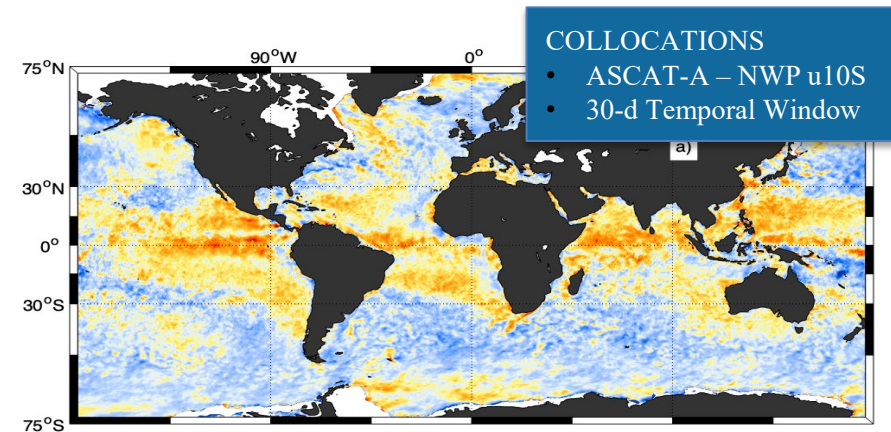 COLLOCATIONS
• ASCAT-A – NWP u10S
• 30-d Temporal Window
90°W 0°
75°N
a)
30°N
0°
30°S
75°S